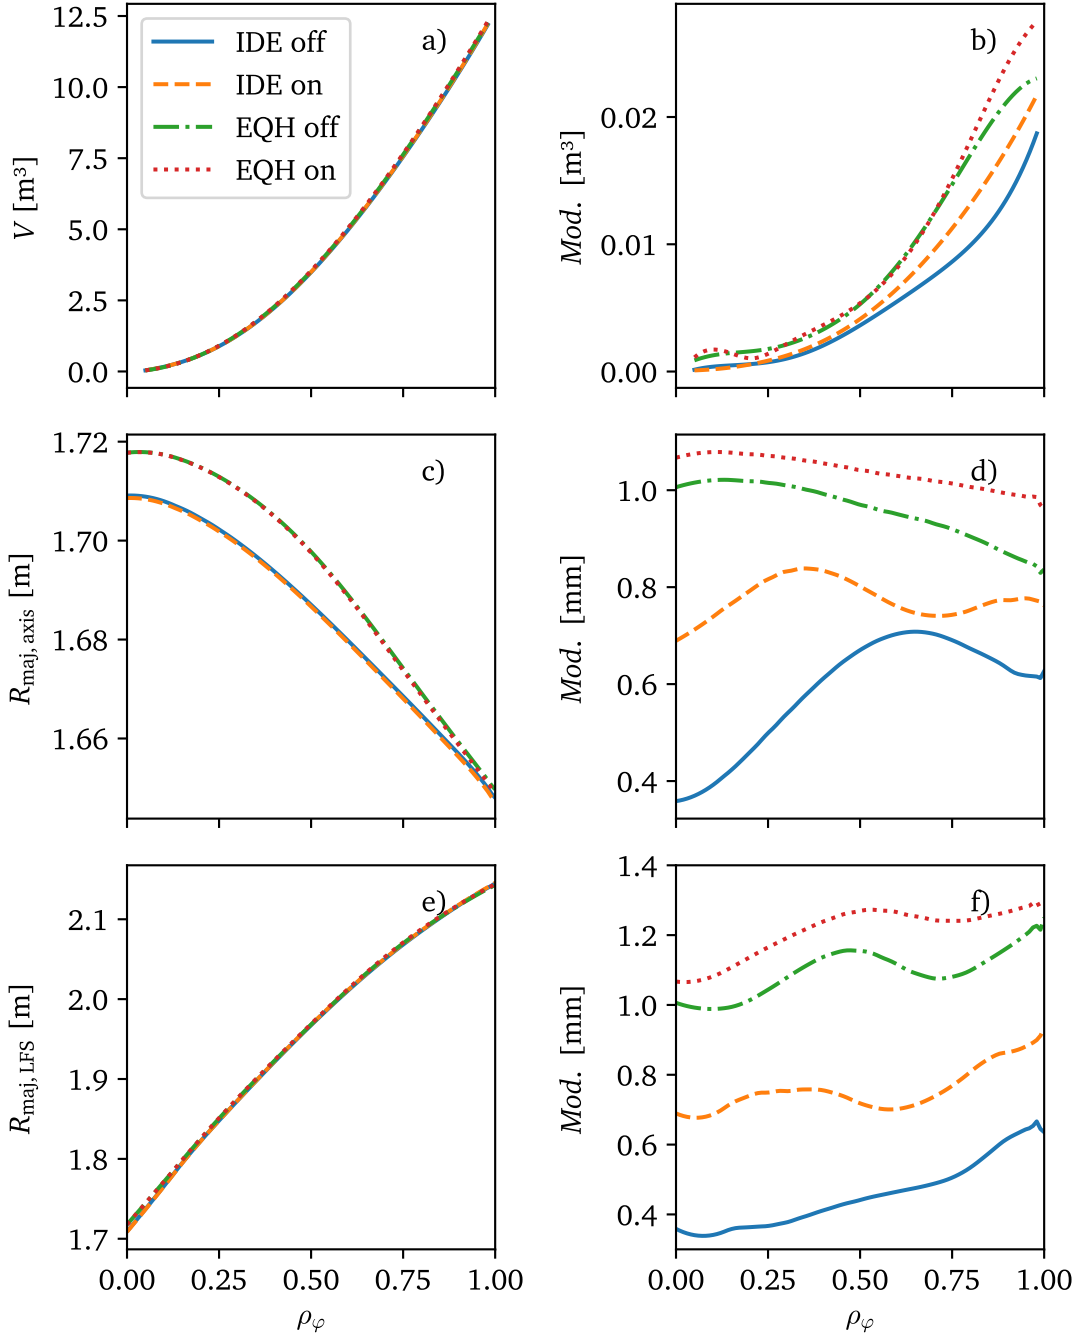 12.5
10.0
7.5
5.0
2.5
0.0
V [m³]
IDE off
IDE on
EQH off
EQH on
a)
0.02
0.01
0.00
Mod. [m³]
b)
1.72
1.70
1.68
1.66
R_maj, axis [m]
c)
1.0
0.8
0.6
0.4
Mod. [mm]
d)
2.1
2.0
1.9
1.8
1.7
R_maj, LFS [m]
e)
0.00 0.25 0.50 0.75 1.00
ρ_φ
1.4
1.2
1.0
0.8
0.6
0.4
Mod. [mm]
f)
0.00 0.25 0.50 0.75 1.00
ρ_φ